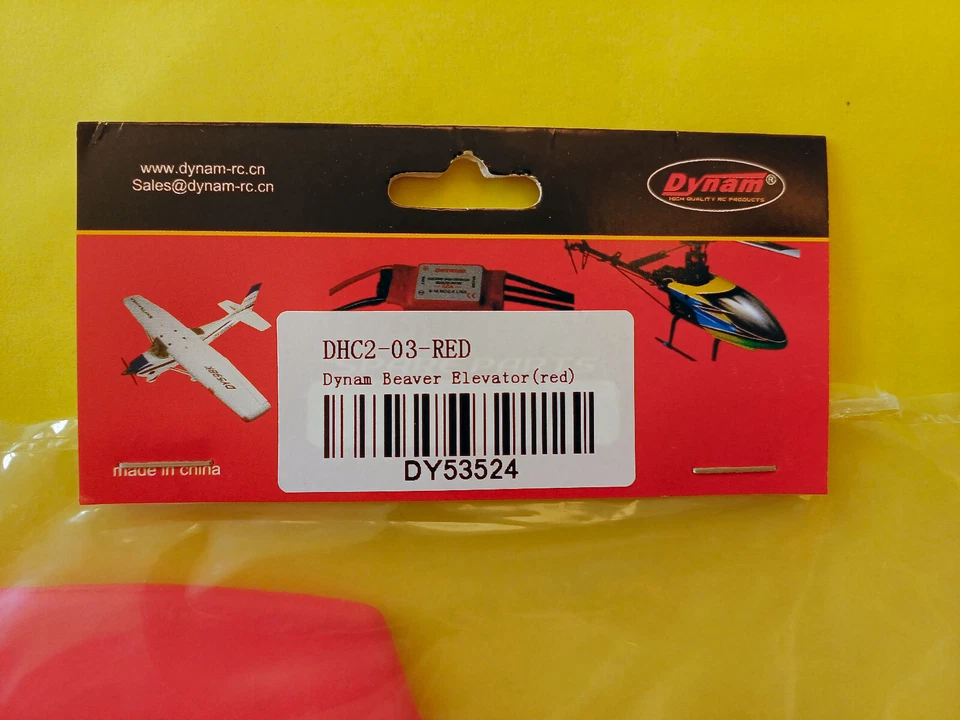 www.dynam-rc.cn
Sales@dynam-rc.cn
Dynam®
HIGH QUALITY RC PRODUCTS
DY5898K
DHC2-03-RED
Dynam Beaver Elevator(red)
DY53524
made in china